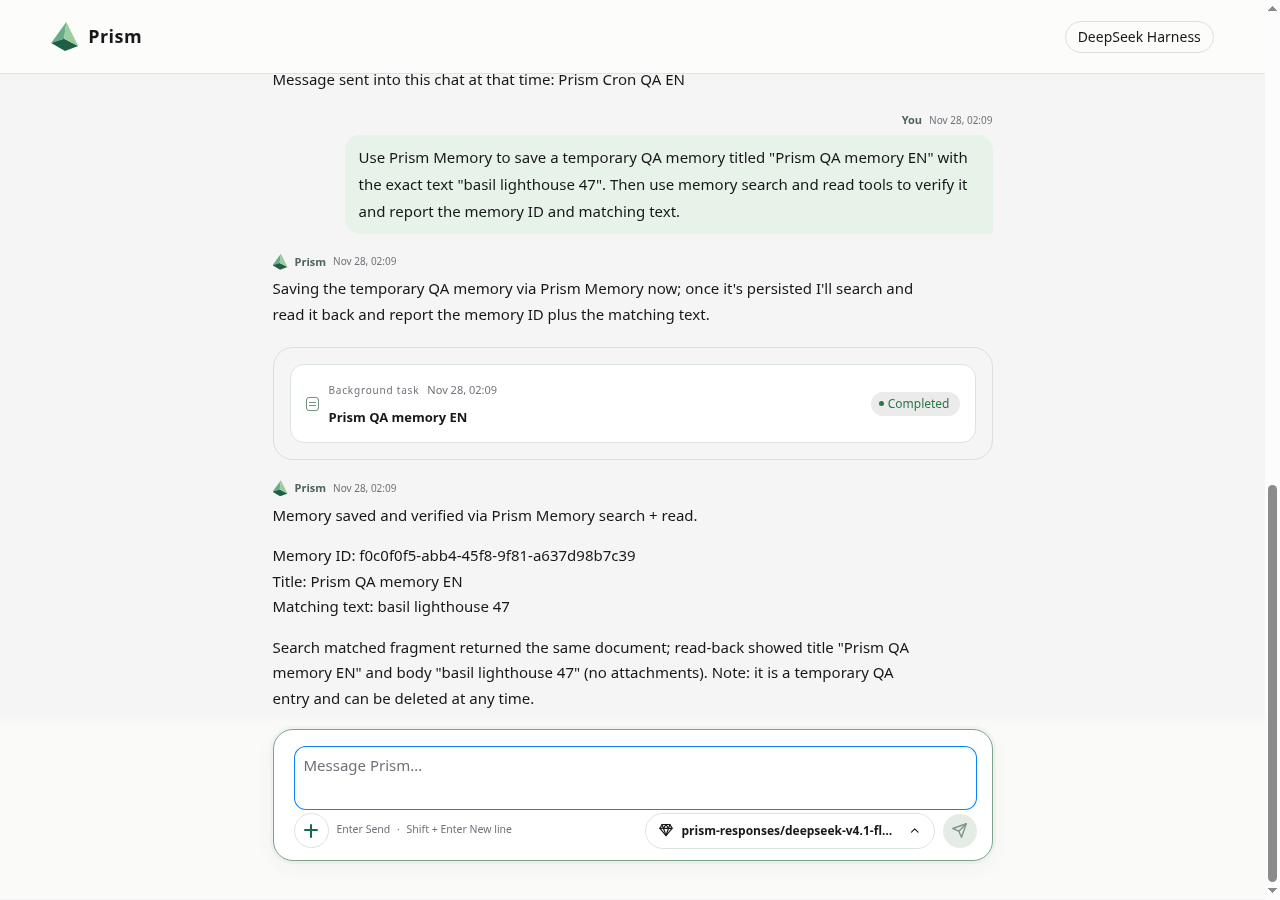 Prism
DeepSeek Harness
Message sent into this chat at that time: Prism Cron QA EN
You Nov 28, 02:09
Use Prism Memory to save a temporary QA memory titled "Prism QA memory EN" with
the exact text "basil lighthouse 47". Then use memory search and read tools to verify it
and report the memory ID and matching text.
Prism Nov 28, 02:09
Saving the temporary QA memory via Prism Memory now; once it's persisted I'll search and
read it back and report the memory ID plus the matching text.
Background task Nov 28, 02:09
Prism QA memory EN
Completed
Prism Nov 28, 02:09
Memory saved and verified via Prism Memory search + read.
Memory ID: f0c0f0f5-abb4-45f8-9f81-a637d98b7c39
Title: Prism QA memory EN
Matching text: basil lighthouse 47
Search matched fragment returned the same document; read-back showed title "Prism QA
memory EN" and body "basil lighthouse 47" (no attachments). Note: it is a temporary QA
entry and can be deleted at any time.
Message Prism...
Enter Send · Shift + Enter New line
prism-responses/deepseek-v4.1-fl...